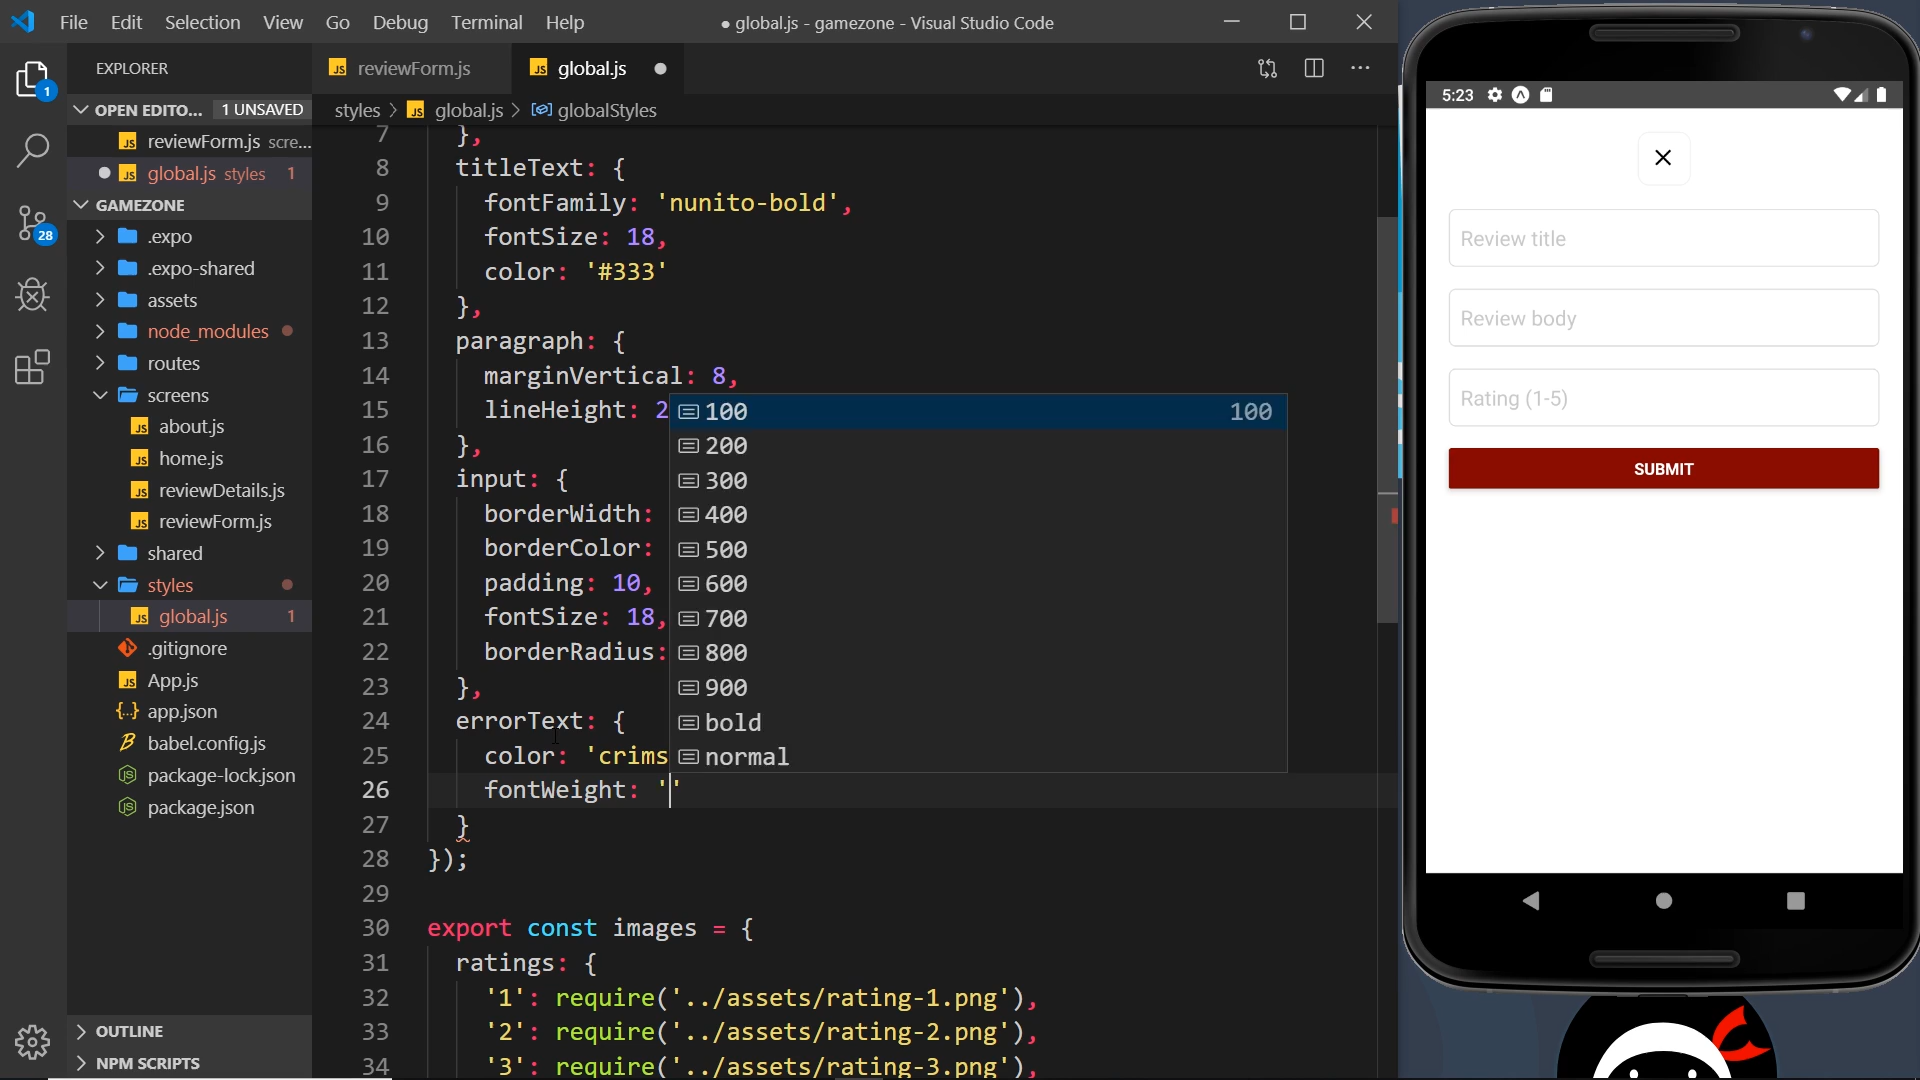 File Edit Selection View Go Debug Terminal Help
● global.js - gamezone - Visual Studio Code
EXPLORER
OPEN EDITO... 1 UNSAVED
reviewForm.js scre...
global.js styles 1
GAMEZONE
.expo
.expo-shared
assets
node_modules
routes
screens
about.js
home.js
reviewDetails.js
reviewForm.js
shared
styles
global.js 1
.gitignore
App.js
app.json
babel.config.js
package-lock.json
package.json
OUTLINE
NPM SCRIPTS
1
28
reviewForm.js global.js
styles > global.js > globalStyles
7 },
8 titleText: {
9 fontFamily: 'nunito-bold',
10 fontSize: 18,
11 color: '#333'
12 },
13 paragraph: {
14 marginVertical: 8,
15 lineHeight: 2
16 },
17 input: {
18 borderWidth:
19 borderColor:
20 padding: 10,
21 fontSize: 18,
22 borderRadius:
23 },
24 errorText: {
25 color: 'crims
26 fontWeight: ''
27 }
28 });
29
30 export const images = {
31 ratings: {
32 '1': require('../assets/rating-1.png'),
33 '2': require('../assets/rating-2.png'),
34 '3': require('../assets/rating-3.png'),
100 100
200
300
400
500
600
700
800
900
bold
normal
5:23
Review title
Review body
Rating (1-5)
SUBMIT